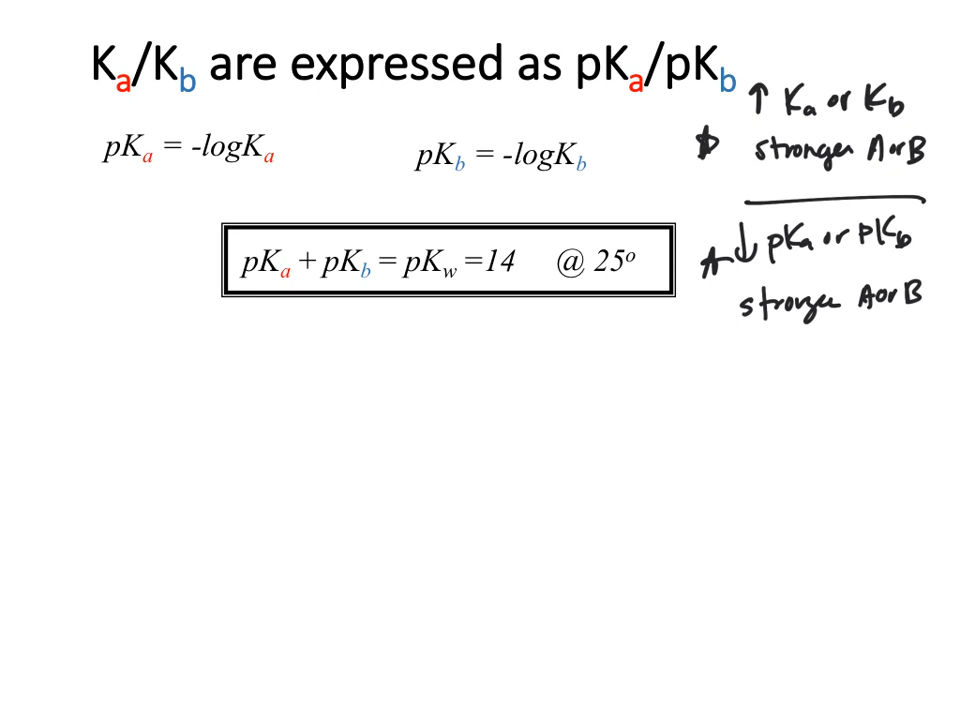 Ka/Kb are expressed as pKa/pKb
pKa = -logKa
pKb = -logKb
pKa + pKb = pKw =14 @ 25o
↑ Ka or Kb
stronger A or B
↓ pKa or pKb
stronger A or B